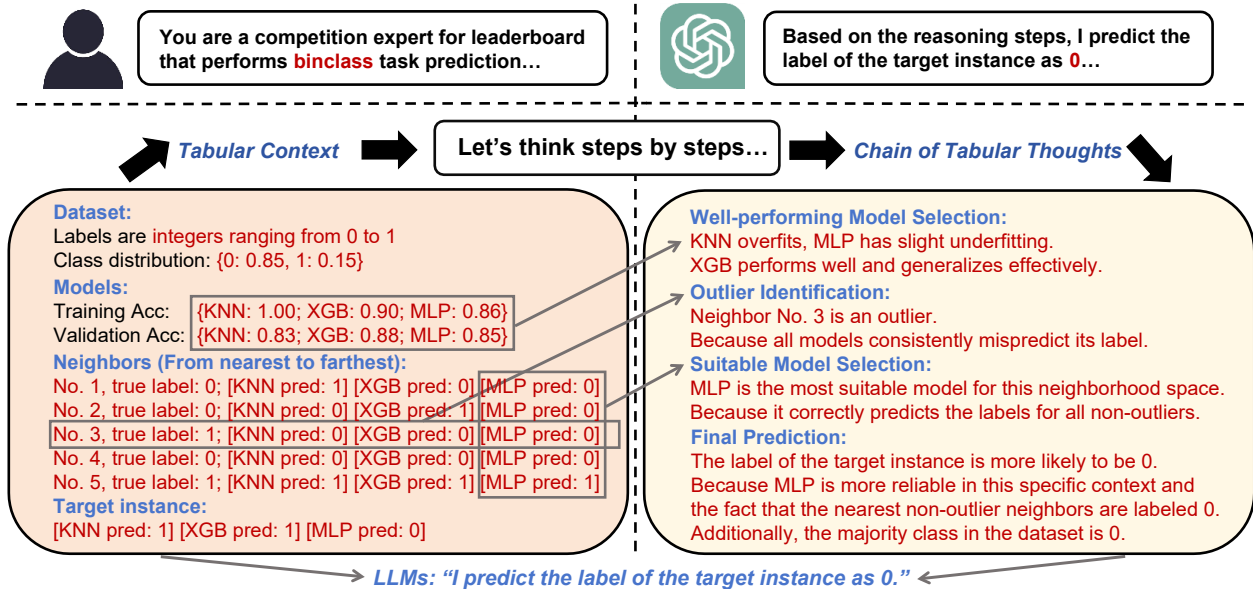 You are a competition expert for leaderboard
that performs binclass task prediction…
Based on the reasoning steps, I predict the
label of the target instance as 0…
Tabular Context
Let's think steps by steps…
Chain of Tabular Thoughts
Dataset:
Labels are integers ranging from 0 to 1
Class distribution: {0: 0.85, 1: 0.15}
Models:
Training Acc: {KNN: 1.00; XGB: 0.90; MLP: 0.86}
Validation Acc: {KNN: 0.83; XGB: 0.88; MLP: 0.85}
Neighbors (From nearest to farthest):
No. 1, true label: 0; [KNN pred: 1] [XGB pred: 0] [MLP pred: 0]
No. 2, true label: 0; [KNN pred: 0] [XGB pred: 1] [MLP pred: 0]
No. 3, true label: 1; [KNN pred: 0] [XGB pred: 0] [MLP pred: 0]
No. 4, true label: 0; [KNN pred: 0] [XGB pred: 0] [MLP pred: 0]
No. 5, true label: 1; [KNN pred: 1] [XGB pred: 1] [MLP pred: 1]
Target instance:
[KNN pred: 1] [XGB pred: 1] [MLP pred: 0]
Well-performing Model Selection:
KNN overfits, MLP has slight underfitting.
XGB performs well and generalizes effectively.
Outlier Identification:
Neighbor No. 3 is an outlier.
Because all models consistently mispredict its label.
Suitable Model Selection:
MLP is the most suitable model for this neighborhood space.
Because it correctly predicts the labels for all non-outliers.
Final Prediction:
The label of the target instance is more likely to be 0.
Because MLP is more reliable in this specific context and
the fact that the nearest non-outlier neighbors are labeled 0.
Additionally, the majority class in the dataset is 0.
LLMs: “I predict the label of the target instance as 0.”